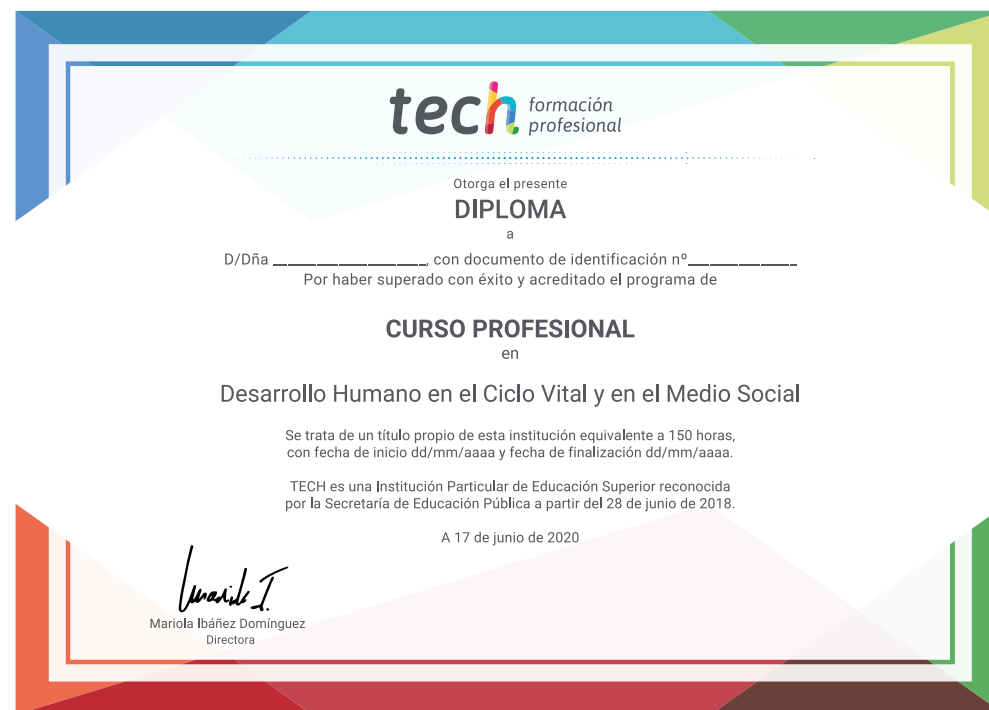 tech formación
profesional
Otorga el presente
DIPLOMA
a
D/Dña ____________________, con documento de identificación nº______________
Por haber superado con éxito y acreditado el programa de
CURSO PROFESIONAL
en
Desarrollo Humano en el Ciclo Vital y en el Medio Social
Se trata de un título propio de esta institución equivalente a 150 horas,
con fecha de inicio dd/mm/aaaa y fecha de finalización dd/mm/aaaa.
TECH es una Institución Particular de Educación Superior reconocida
por la Secretaría de Educación Pública a partir del 28 de junio de 2018.
A 17 de junio de 2020
Mariola Ibáñez Domínguez
Directora